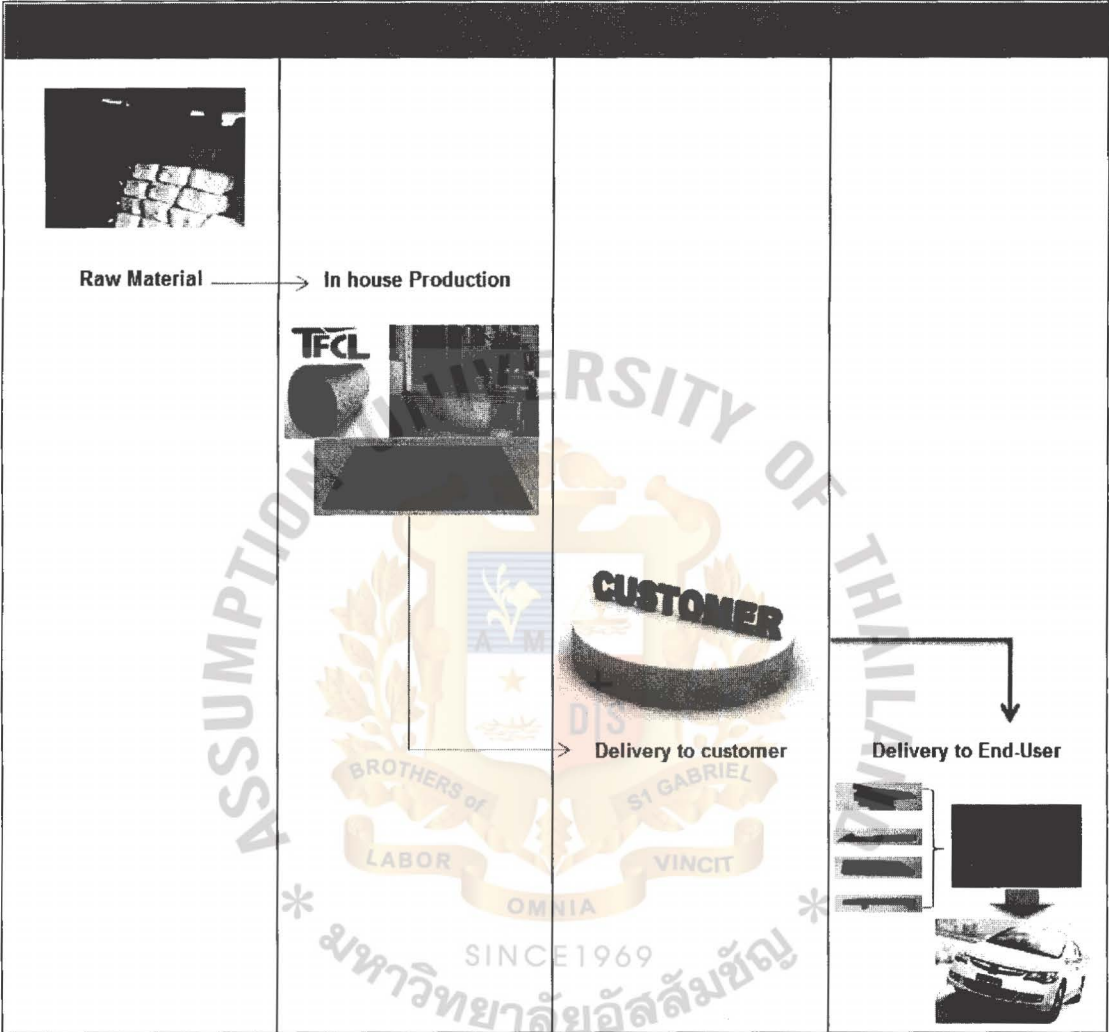 Raw Material
In house Production
TFCL
CUSTOMER
Delivery to customer
Delivery to End-User
ASSUMPTION UNIVERSITY OF THAILAND
A M
D S
BROTHERS of
ST GABRIEL
LABOR
VINCIT
OMNIA
SINCE1969
* มหาวิทยาลัยอัสสัมชัญ *